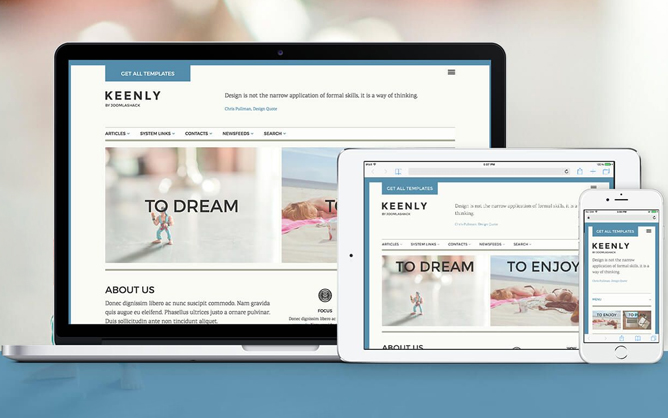 GET ALL TEMPLATES
KEENLY
BY JOOMLASHACK
Design is not the narrow application of formal skills, it is a way of thinking.
Chris Pullman, Design Quote
ARTICLES
SYSTEM LINKS
CONTACTS
NEWSFEEDS
SEARCH
TO DREAM
TO
ABOUT US
Donec dignissim libero ac nunc suscipit commodo. Nam gravida
quis augue eu eleifend. Phasellus ultrices justo a ornare pulvinar.
Duis sollicitudin ante non tincidunt aliquet.
FOCUS
Donec dignissim libero ac
GET ALL TEMPLATES
KEENLY
BY JOOMLASHACK
Design is not the narrow application of formal skills, it is a way of
thinking.
Chris Pullman, Design Quote
ARTICLES
SYSTEM LINKS
CONTACTS
NEWSFEEDS
SEARCH
TO DREAM
TO ENJOY
ABOUT US
GET ALL TEMPLATES
KEENLY
BY JOOMLASHACK
Design is not the narrow
application of formal skills, it is a
way of thinking.
Chris Pullman, Design Quote
TO ENJOY